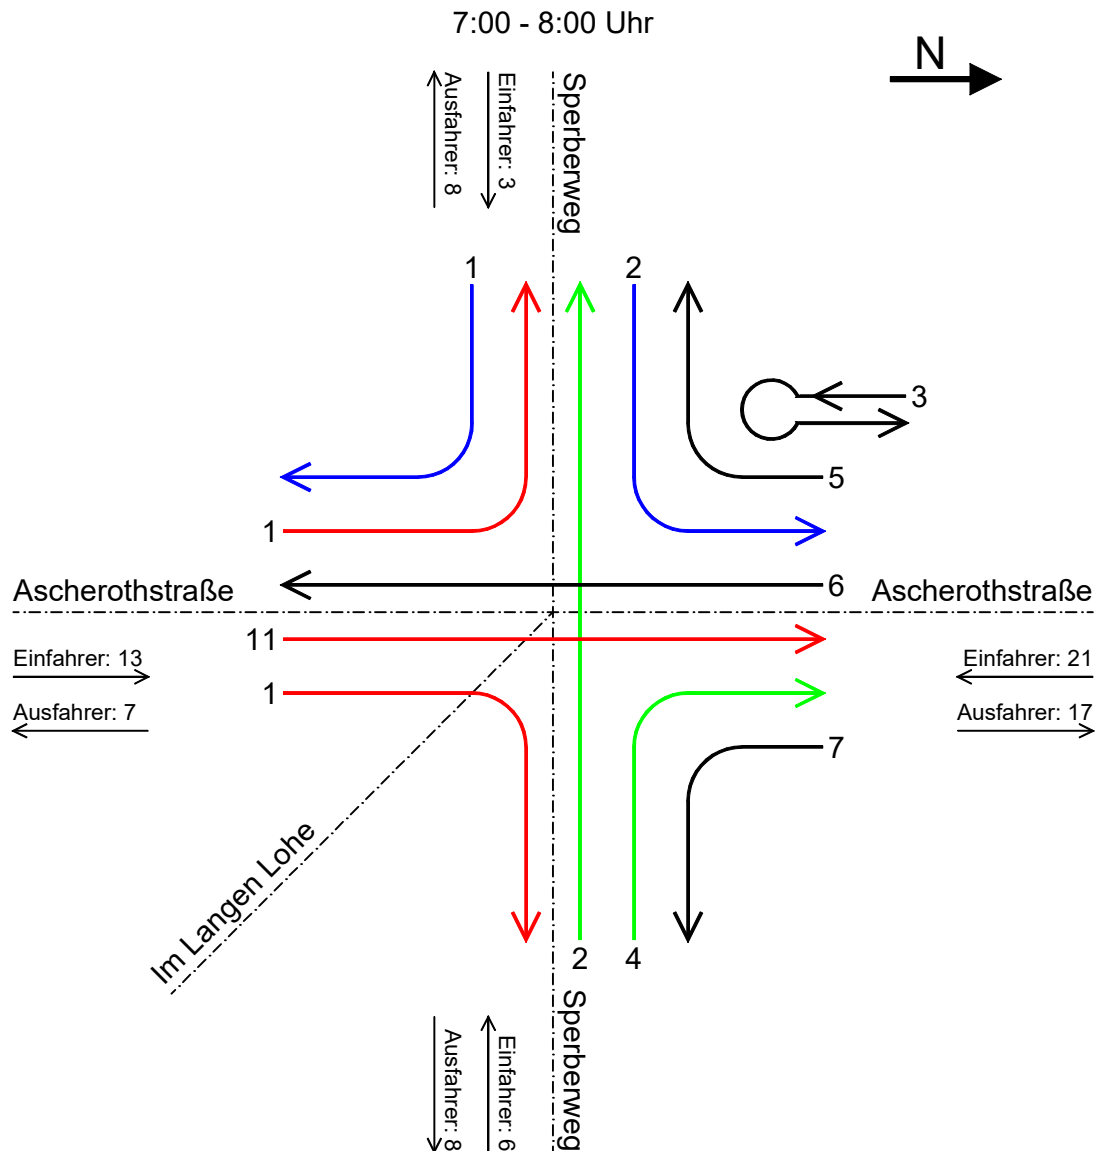 7:00 - 8:00 Uhr
N
Ausfahrer: 8
Einfahrer: 3
Sperberweg
1
2
3
5
1
Ascherothstraße
6
Ascherothstraße
11
Einfahrer: 13
Einfahrer: 21
1
Ausfahrer: 7
Ausfahrer: 17
7
Im Langen Lohe
2
4
Sperberweg
Ausfahrer: 8
Einfahrer: 6